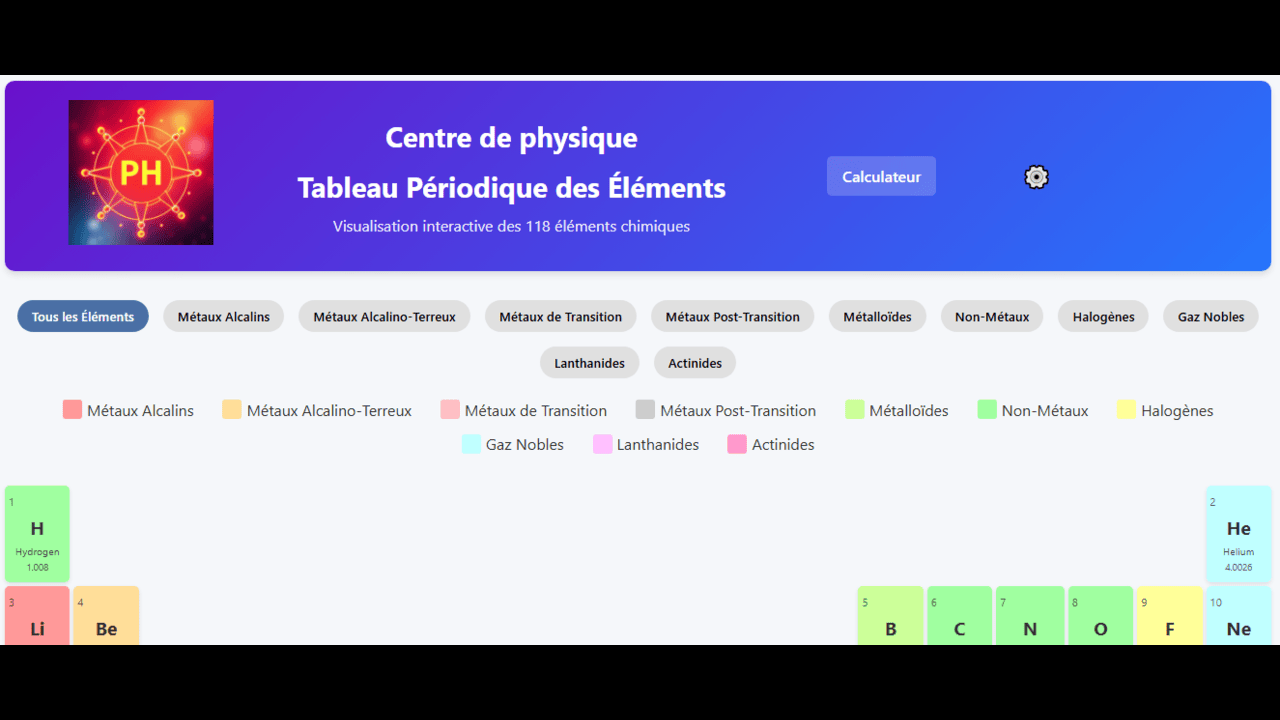 PH
Centre de physique
Tableau Périodique des Éléments
Visualisation interactive des 118 éléments chimiques
Calculateur
Tous les Éléments Métaux Alcalins Métaux Alcalino-Terreux Métaux de Transition Métaux Post-Transition Métalloïdes Non-Métaux Halogènes Gaz Nobles
Lanthanides Actinides
Métaux Alcalins Métaux Alcalino-Terreux Métaux de Transition Métaux Post-Transition Métalloïdes Non-Métaux Halogènes
Gaz Nobles Lanthanides Actinides
1 2
H He
Hydrogen Helium
1.008 4.0026
3 4 5 6 7 8 9 10
Li Be B C N O F Ne